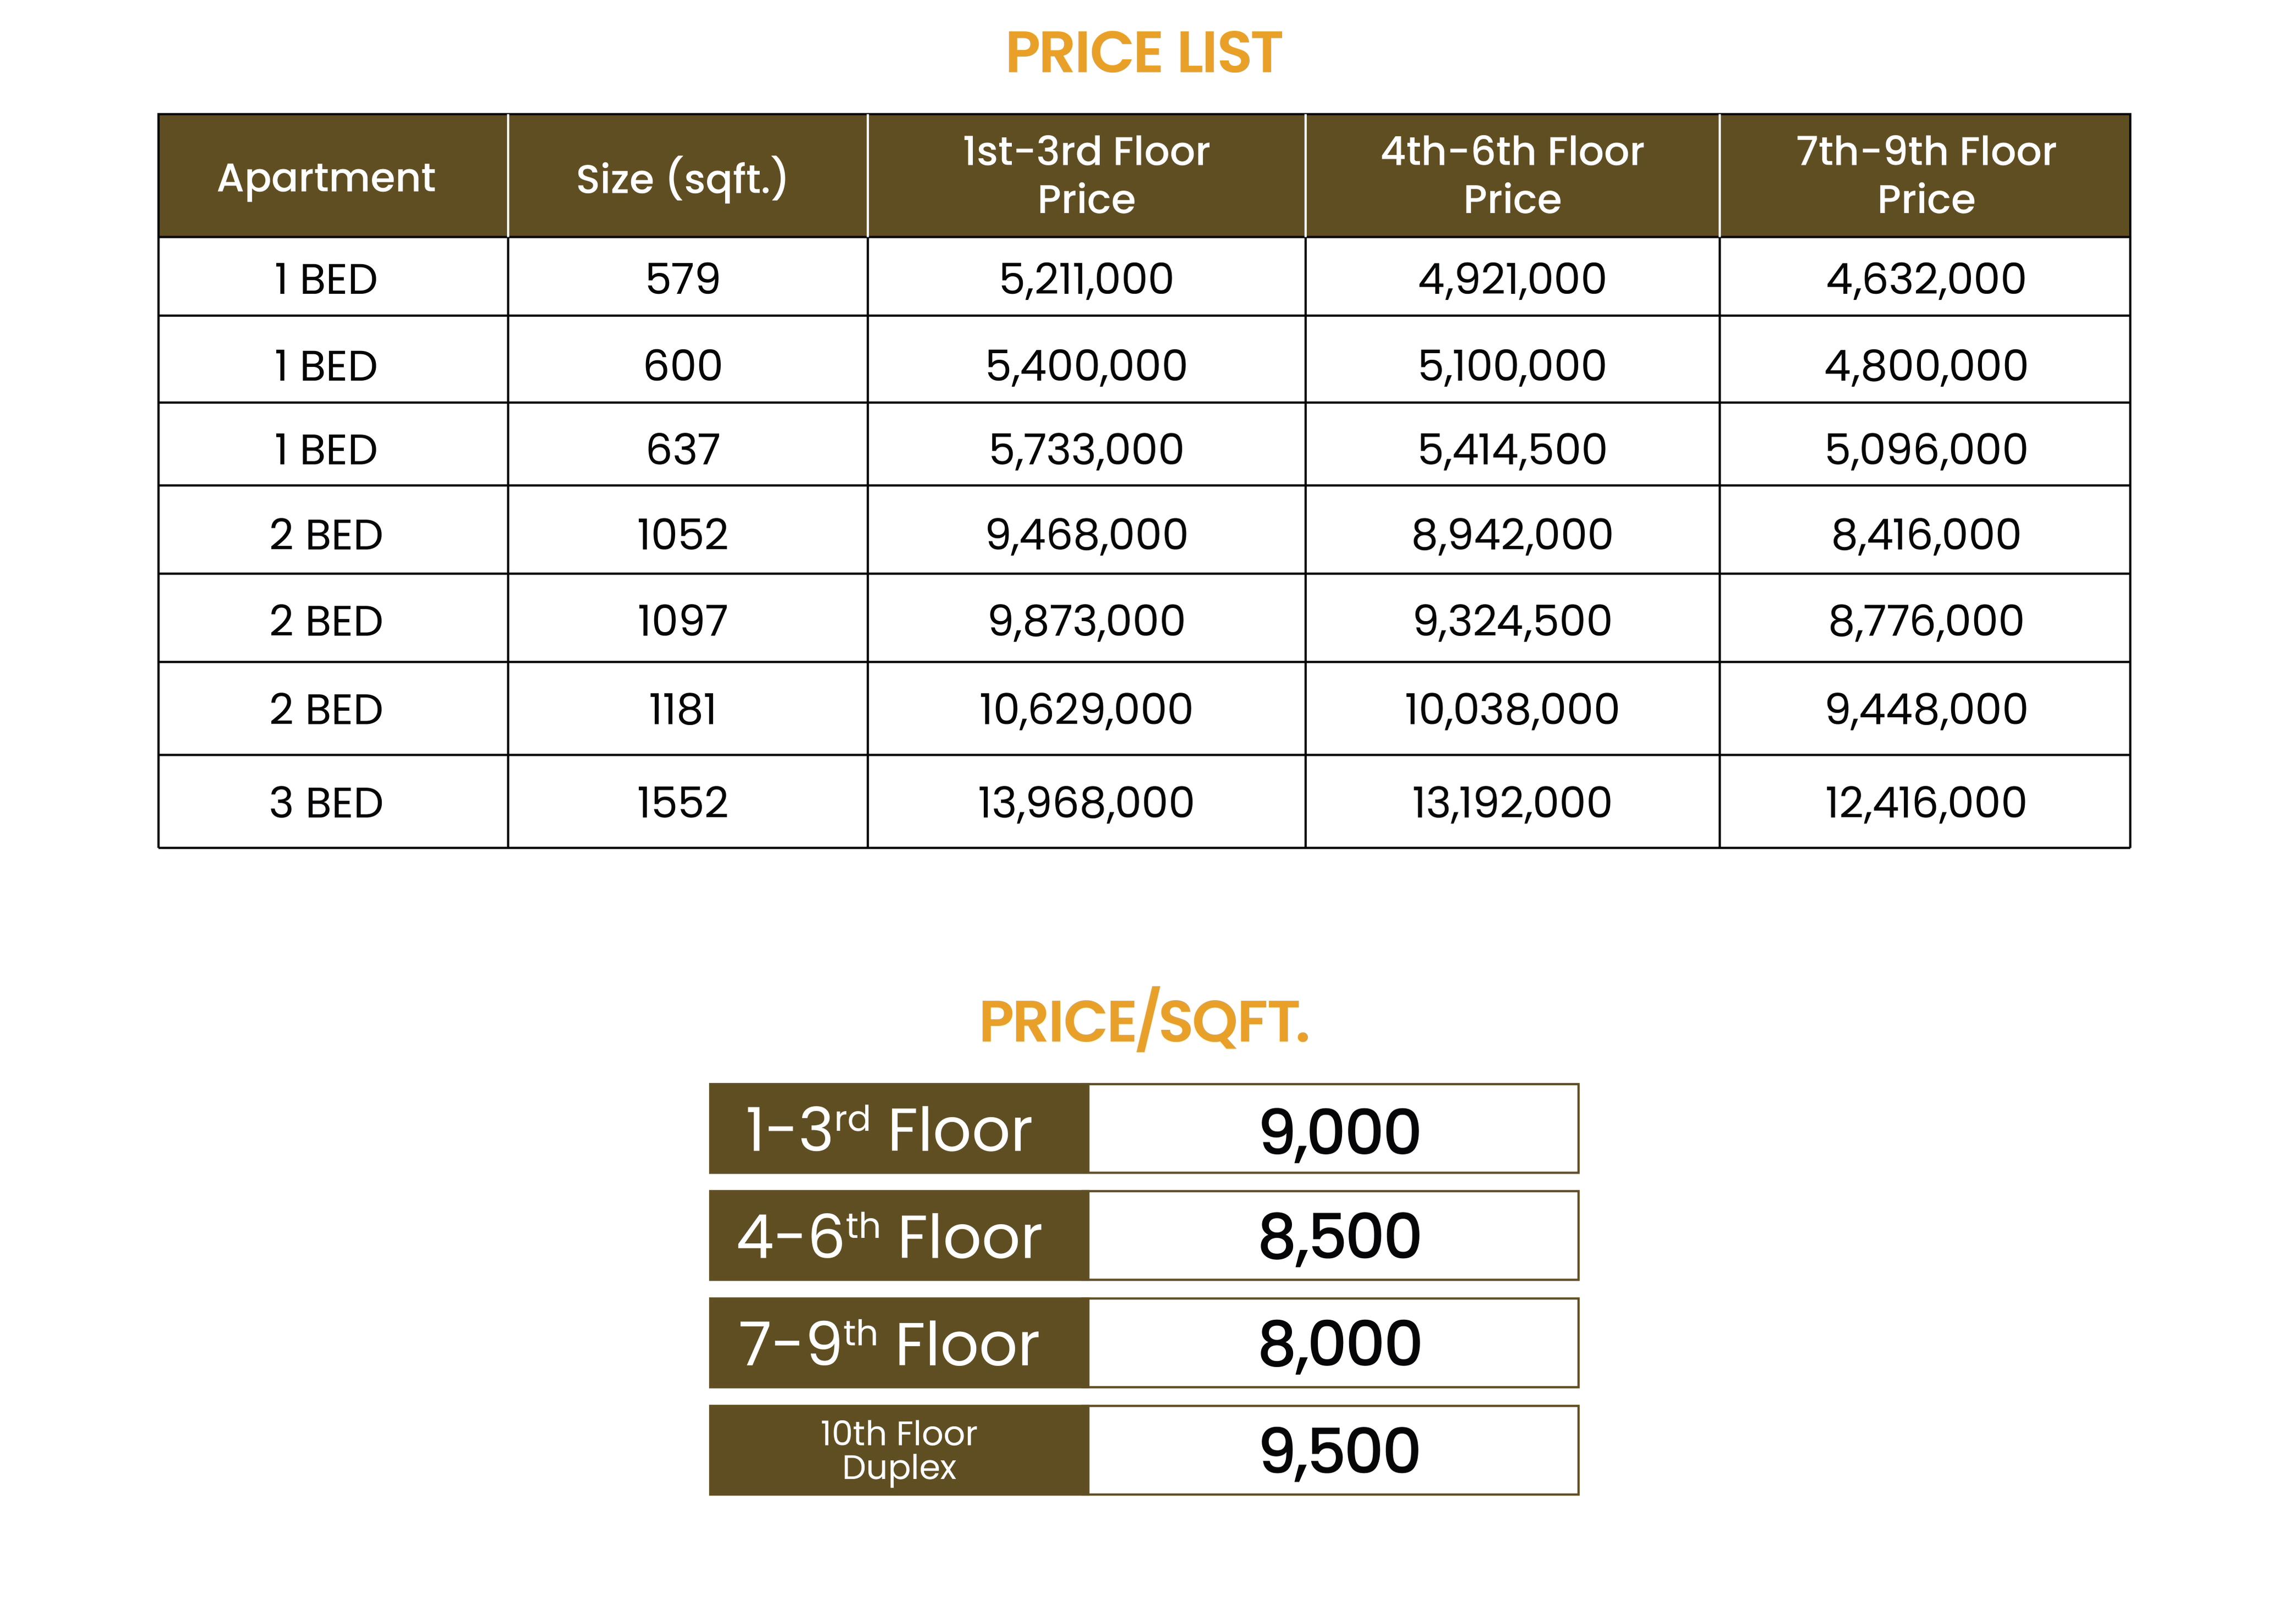 PRICE LIST
Apartment Size (sqft.) 1st-3rd Floor Price 4th-6th Floor Price 7th-9th Floor Price
1 BED 579 5,211,000 4,921,000 4,632,000
1 BED 600 5,400,000 5,100,000 4,800,000
1 BED 637 5,733,000 5,414,500 5,096,000
2 BED 1052 9,468,000 8,942,000 8,416,000
2 BED 1097 9,873,000 9,324,500 8,776,000
2 BED 1181 10,629,000 10,038,000 9,448,000
3 BED 1552 13,968,000 13,192,000 12,416,000
PRICE/SQFT.
1-3rd Floor 9,000
4-6th Floor 8,500
7-9th Floor 8,000
10th Floor Duplex 9,500